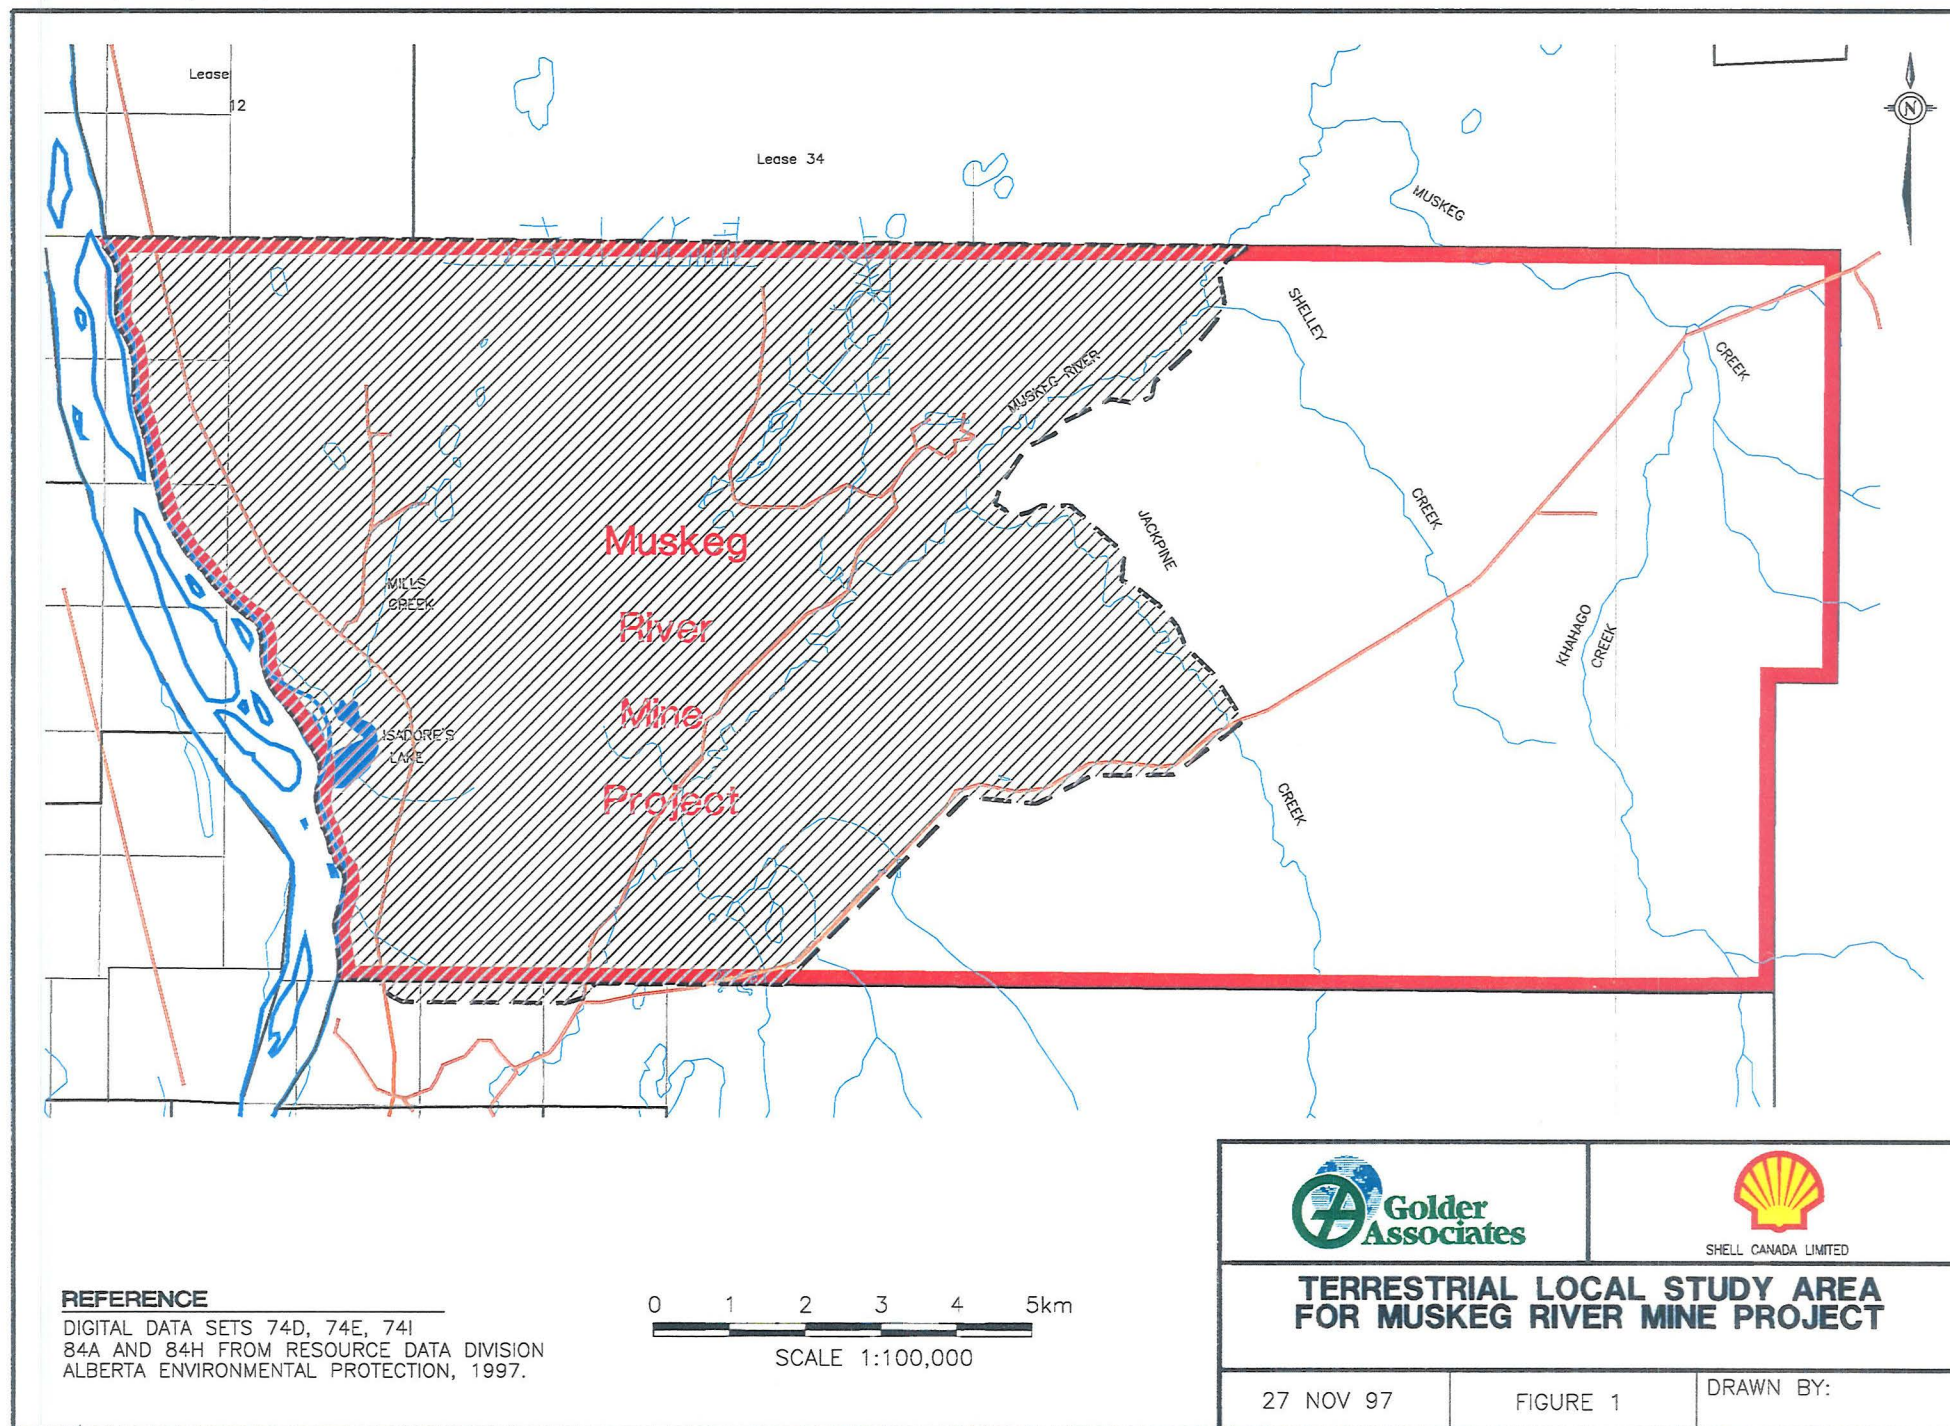 Lease
12
Lease 34
N
MUSKEG
SHELLEY
CREEK
MUSKEG RIVER
CREEK
JACKPINE
Muskeg
MILLS
CREEK
River
KHAHAGO
CREEK
Mine
ISADORE'S
LAKE
Project
CREEK
Golder
Associates
SHELL CANADA LIMITED
TERRESTRIAL LOCAL STUDY AREA
FOR MUSKEG RIVER MINE PROJECT
REFERENCE
DIGITAL DATA SETS 74D, 74E, 74I
84A AND 84H FROM RESOURCE DATA DIVISION
ALBERTA ENVIRONMENTAL PROTECTION, 1997.
0 1 2 3 4 5km
SCALE 1:100,000
27 NOV 97
FIGURE 1
DRAWN BY: